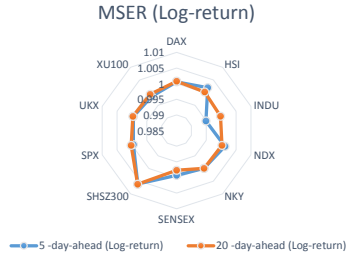 MSER (Log-return)
DAX
XU100
1.01
HSI
1.005
1
UKX
0.995
INDU
0.99
0.985
SPX
NDX
SHSZ300
NKY
SENSEX
5 -day-ahead (Log-return)
20 -day-ahead (Log-return)